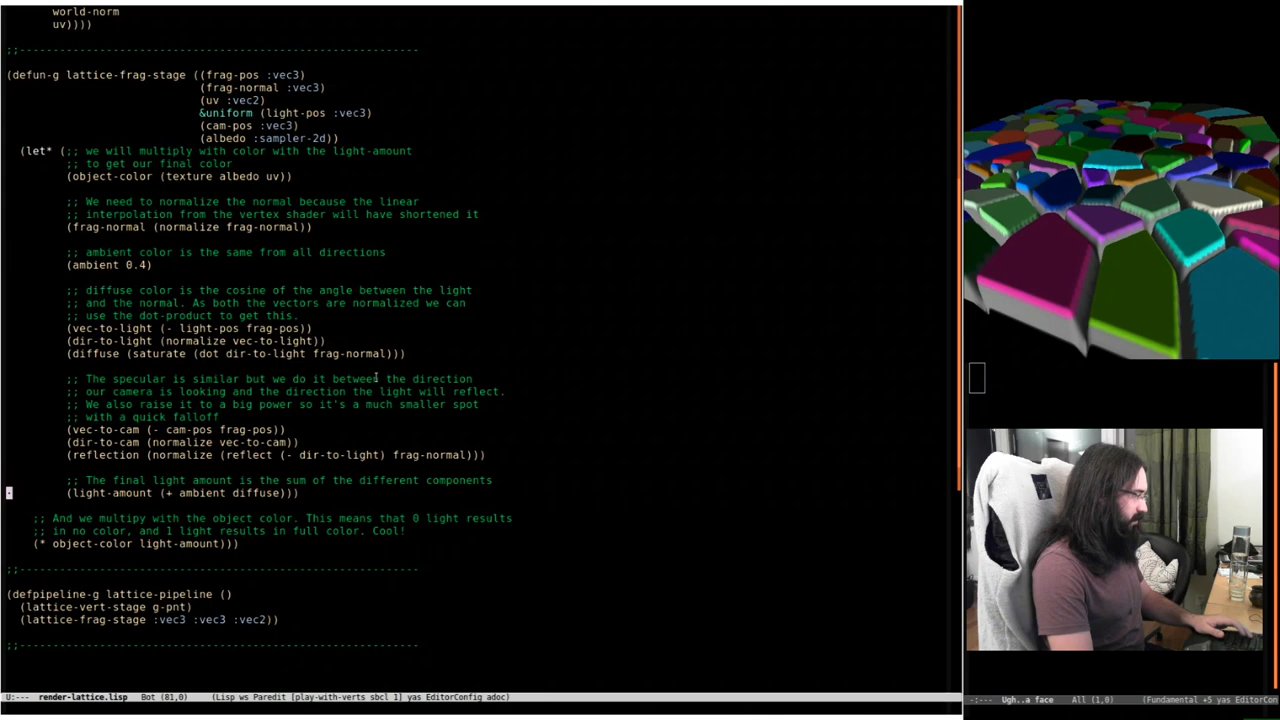 world-norm
uv))))
;;-------------------------------------------------------------
(defun-g lattice-frag-stage ((frag-pos :vec3)
(frag-normal :vec3)
(uv :vec2)
&uniform (light-pos :vec3)
(cam-pos :vec3)
(albedo :sampler-2d))
(let* (;; we will multiply with color with the light-amount
;; to get our final color
(object-color (texture albedo uv))
;; We need to normalize the normal because the linear
;; interpolation from the vertex shader will have shortened it
(frag-normal (normalize frag-normal))
;; ambient color is the same from all directions
(ambient 0.4)
;; diffuse color is the cosine of the angle between the light
;; and the normal. As both the vectors are normalized we can
;; use the dot-product to get this.
(vec-to-light (- light-pos frag-pos))
(dir-to-light (normalize vec-to-light))
(diffuse (saturate (dot dir-to-light frag-normal)))
;; The specular is similar but we do it between the direction
;; our camera is looking and the direction the light will reflect.
;; We also raise it to a big power so it's a much smaller spot
;; with a quick falloff
(vec-to-cam (- cam-pos frag-pos))
(dir-to-cam (normalize vec-to-cam))
(reflection (normalize (reflect (- dir-to-light) frag-normal)))
;; The final light amount is the sum of the different components
(light-amount (+ ambient diffuse)))
;; And we multipy with the object color. This means that 0 light results
;; in no color, and 1 light results in full color. Cool!
(* object-color light-amount)))
;;-------------------------------------------------------------
(defpipeline-g lattice-pipeline ()
(lattice-vert-stage g-pnt)
(lattice-frag-stage :vec3 :vec3 :vec2))
;;-------------------------------------------------------------
U:--- render-lattice.lisp Bot (81,0) (Lisp ws Paredit [play-with-verts sbcl 1] yas EditorConfig adoc)
-:--- Ugh..a face All (1,0) (Fundamental +5 yas EditorCon